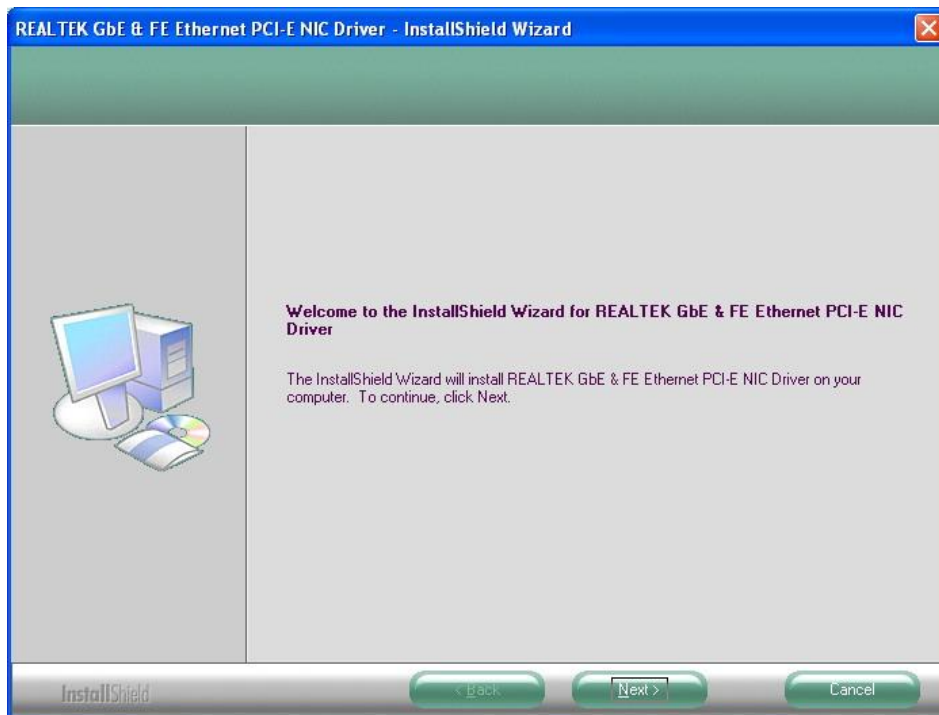 REALTEK GbE & FE Ethernet PCI-E NIC Driver - InstallShield Wizard
Welcome to the InstallShield Wizard for REALTEK GbE & FE Ethernet PCI-E NIC
Driver
The InstallShield Wizard will install REALTEK GbE & FE Ethernet PCI-E NIC Driver on your
computer. To continue, click Next.
InstallShield
< Back
Next >
Cancel